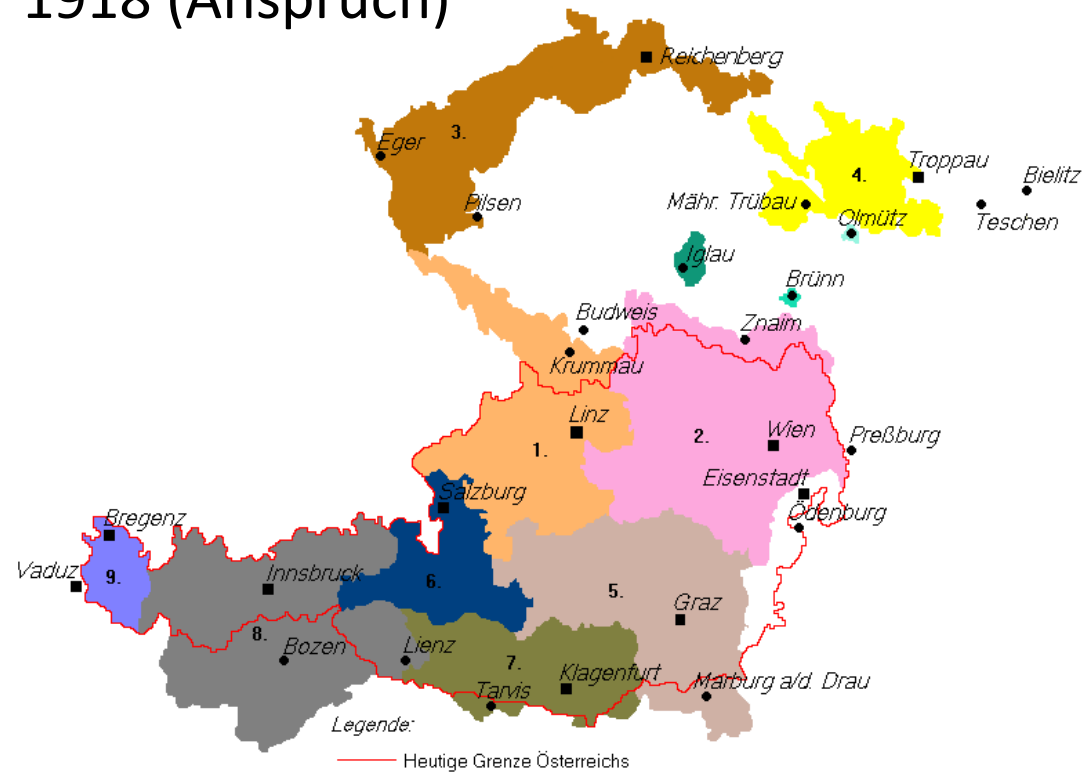 1918 (Anspruch)
Reichenberg
3.
Eger
Troppau
Bielitz
4.
Pilsen
Mähr. Trübau
Olmütz
Teschen
Iglau
Brünn
Budweis
Znaim
Krummau
Linz
Wien
Preßburg
2.
1.
Eisenstadt
Salzburg
Ödenburg
Bregenz
Vaduz
9.
Innsbruck
6.
5.
Graz
8.
Bozen
Lienz
7.
Klagenfurt
Marburg a/d. Drau
Tarvis
Legende:
Heutige Grenze Österreichs